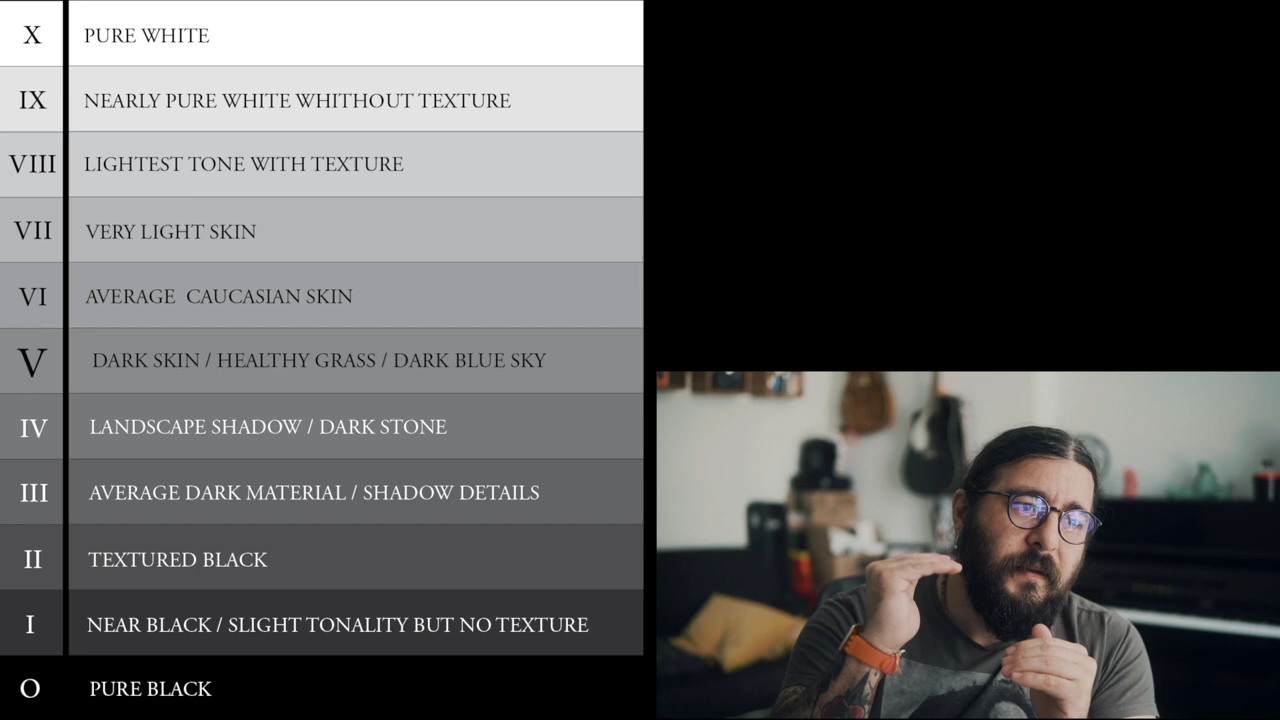 X PURE WHITE
IX NEARLY PURE WHITE WHITHOUT TEXTURE
VIII LIGHTEST TONE WITH TEXTURE
VII VERY LIGHT SKIN
VI AVERAGE CAUCASIAN SKIN
V DARK SKIN / HEALTHY GRASS / DARK BLUE SKY
IV LANDSCAPE SHADOW / DARK STONE
III AVERAGE DARK MATERIAL / SHADOW DETAILS
II TEXTURED BLACK
I NEAR BLACK / SLIGHT TONALITY BUT NO TEXTURE
O PURE BLACK